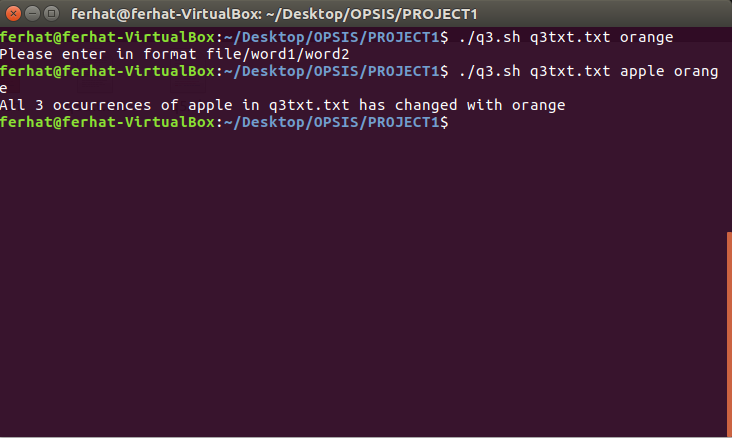 ferhat@ferhat-VirtualBox: ~/Desktop/OPSIS/PROJECT1
ferhat@ferhat-VirtualBox:~/Desktop/OPSIS/PROJECT1$ ./q3.sh q3txt.txt orange
Please enter in format file/word1/word2
ferhat@ferhat-VirtualBox:~/Desktop/OPSIS/PROJECT1$ ./q3.sh q3txt.txt apple orang
e
All 3 occurrences of apple in q3txt.txt has changed with orange
ferhat@ferhat-VirtualBox:~/Desktop/OPSIS/PROJECT1$